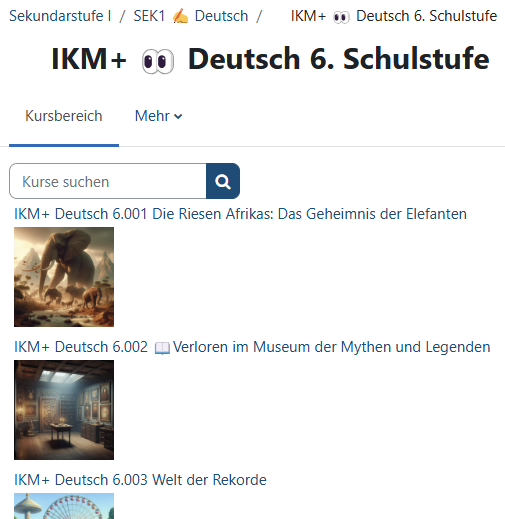 Sekundarstufe I / SEK1 ✍️ Deutsch / IKM+ 👀 Deutsch 6. Schulstufe
IKM+ 👀 Deutsch 6. Schulstufe
Kursbereich Mehr
Kurse suchen
IKM+ Deutsch 6.001 Die Riesen Afrikas: Das Geheimnis der Elefanten
IKM+ Deutsch 6.002 📖 Verloren im Museum der Mythen und Legenden
IKM+ Deutsch 6.003 Welt der Rekorde